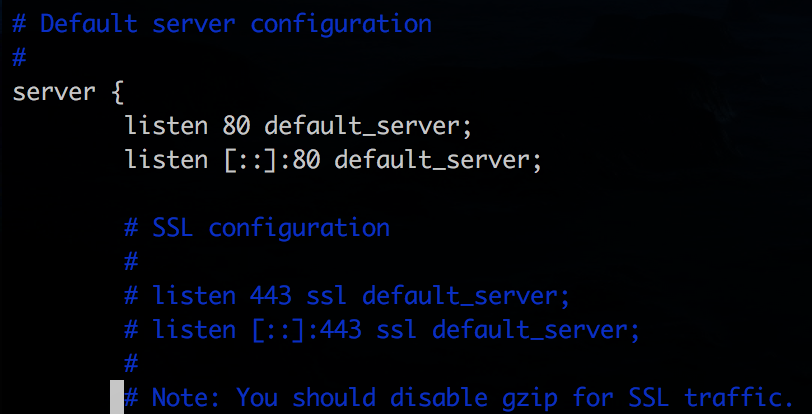 # Default server configuration
#
server {
listen 80 default_server;
listen [::]:80 default_server;
# SSL configuration
#
# listen 443 ssl default_server;
# listen [::]:443 ssl default_server;
#
# Note: You should disable gzip for SSL traffic.